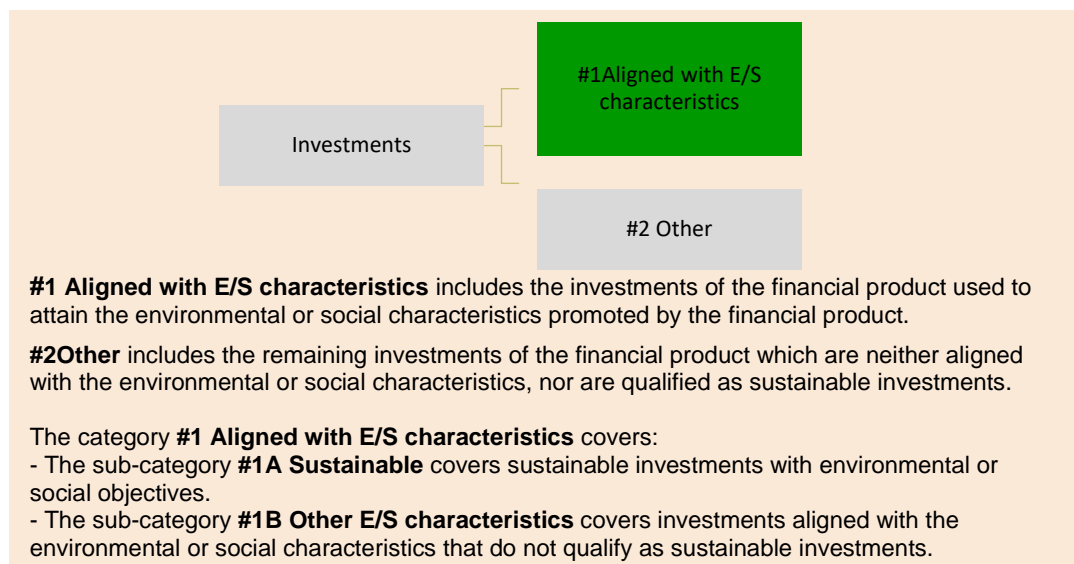 #1Aligned with E/S
characteristics
Investments
#2 Other
#1 Aligned with E/S characteristics includes the investments of the financial product used to
attain the environmental or social characteristics promoted by the financial product.
#2Other includes the remaining investments of the financial product which are neither aligned
with the environmental or social characteristics, nor are qualified as sustainable investments.
The category #1 Aligned with E/S characteristics covers:
- The sub-category #1A Sustainable covers sustainable investments with environmental or
social objectives.
- The sub-category #1B Other E/S characteristics covers investments aligned with the
environmental or social characteristics that do not qualify as sustainable investments.